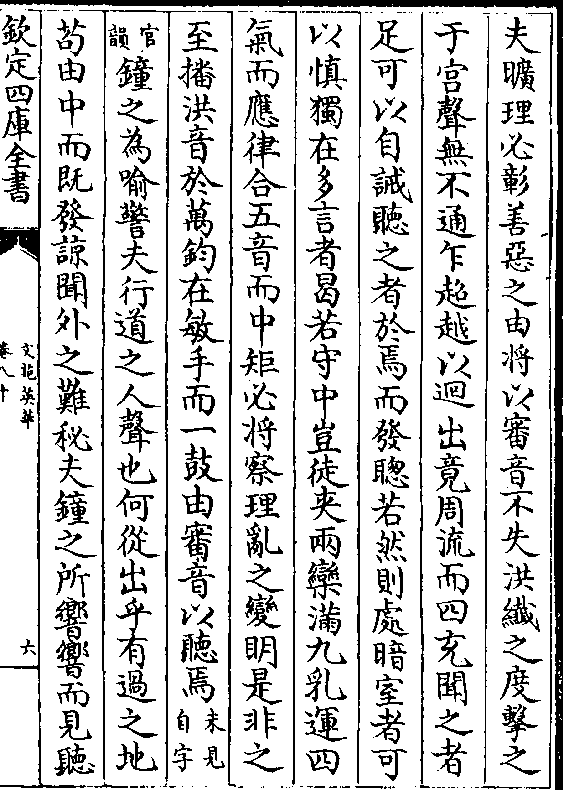 夫曠理必彰善惡之由將以審音不失洪纎之度擊之
于宫聲無不通乍超越以迴出竟周流而四充聞之者
足可以自誡聽之者於焉而發聰若然則處暗室者可
以慎獨在多言者曷若守中豈徒夾兩欒滿九乳運四
氣而應律合五音而中矩必將察理亂之變明是非之
至播洪音於萬鈞在敏手而一鼓由審音以聽焉未見自字
官韻鐘之為喻警夫行道之人聲也何從出乎有過之地
茍由中而既發諒聞外之難秘夫鐘之所響響而見聽
欽定四庫全書
文苑英華
卷八十
六